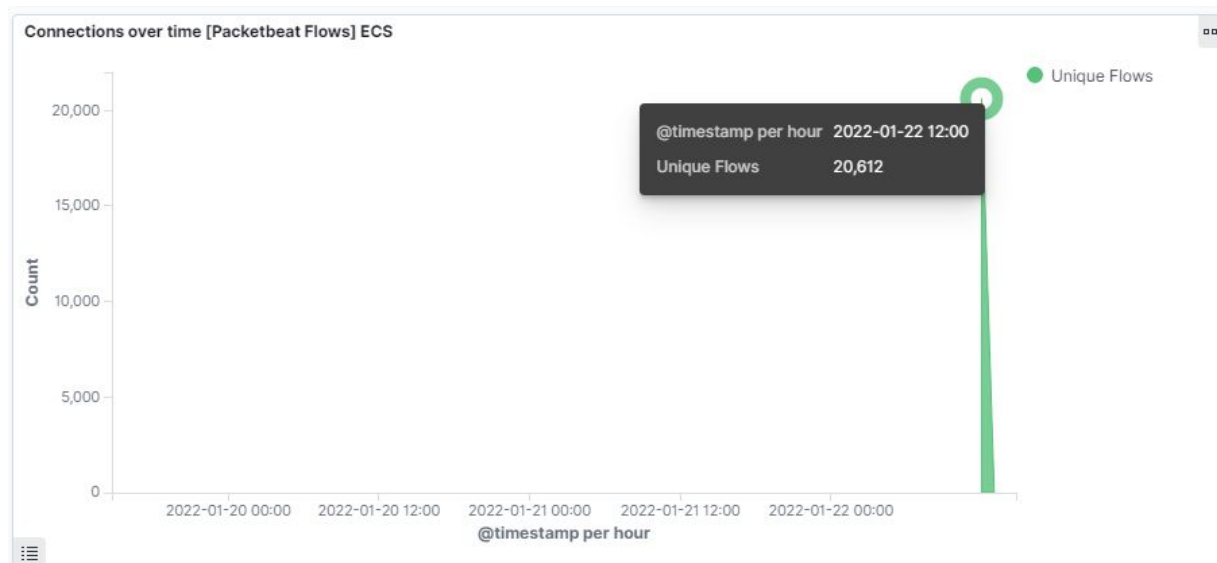 Connections over time [Packetbeat Flows] ECS
Unique Flows
20,000
15,000
10,000
5,000
0
Count
@timestamp per hour 2022-01-22 12:00
Unique Flows 20,612
2022-01-20 00:00 2022-01-20 12:00 2022-01-21 00:00 2022-01-21 12:00 2022-01-22 00:00
@timestamp per hour